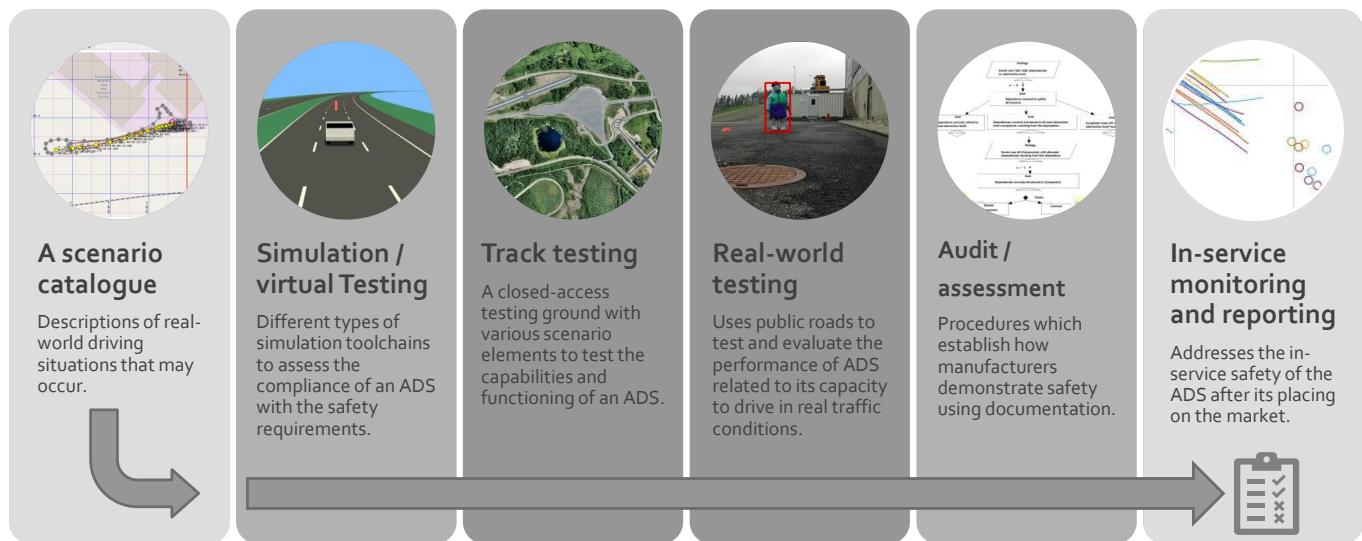 A scenario
catalogue
Descriptions of real-
world driving
situations that may
occur.
Simulation /
virtual Testing
Different types of
simulation toolchains
to assess the
compliance of an ADS
with the safety
requirements.
Track testing
A closed-access
testing ground with
various scenario
elements to test the
capabilities and
functioning of an ADS.
Real-world
testing
Uses public roads to
test and evaluate the
performance of ADS
related to its capacity
to drive in real traffic
conditions.
Audit /
assessment
Procedures which
establish how
manufacturers
demonstrate safety
using documentation.
In-service
monitoring
and reporting
Addresses the in-
service safety of the
ADS after its placing
on the market.